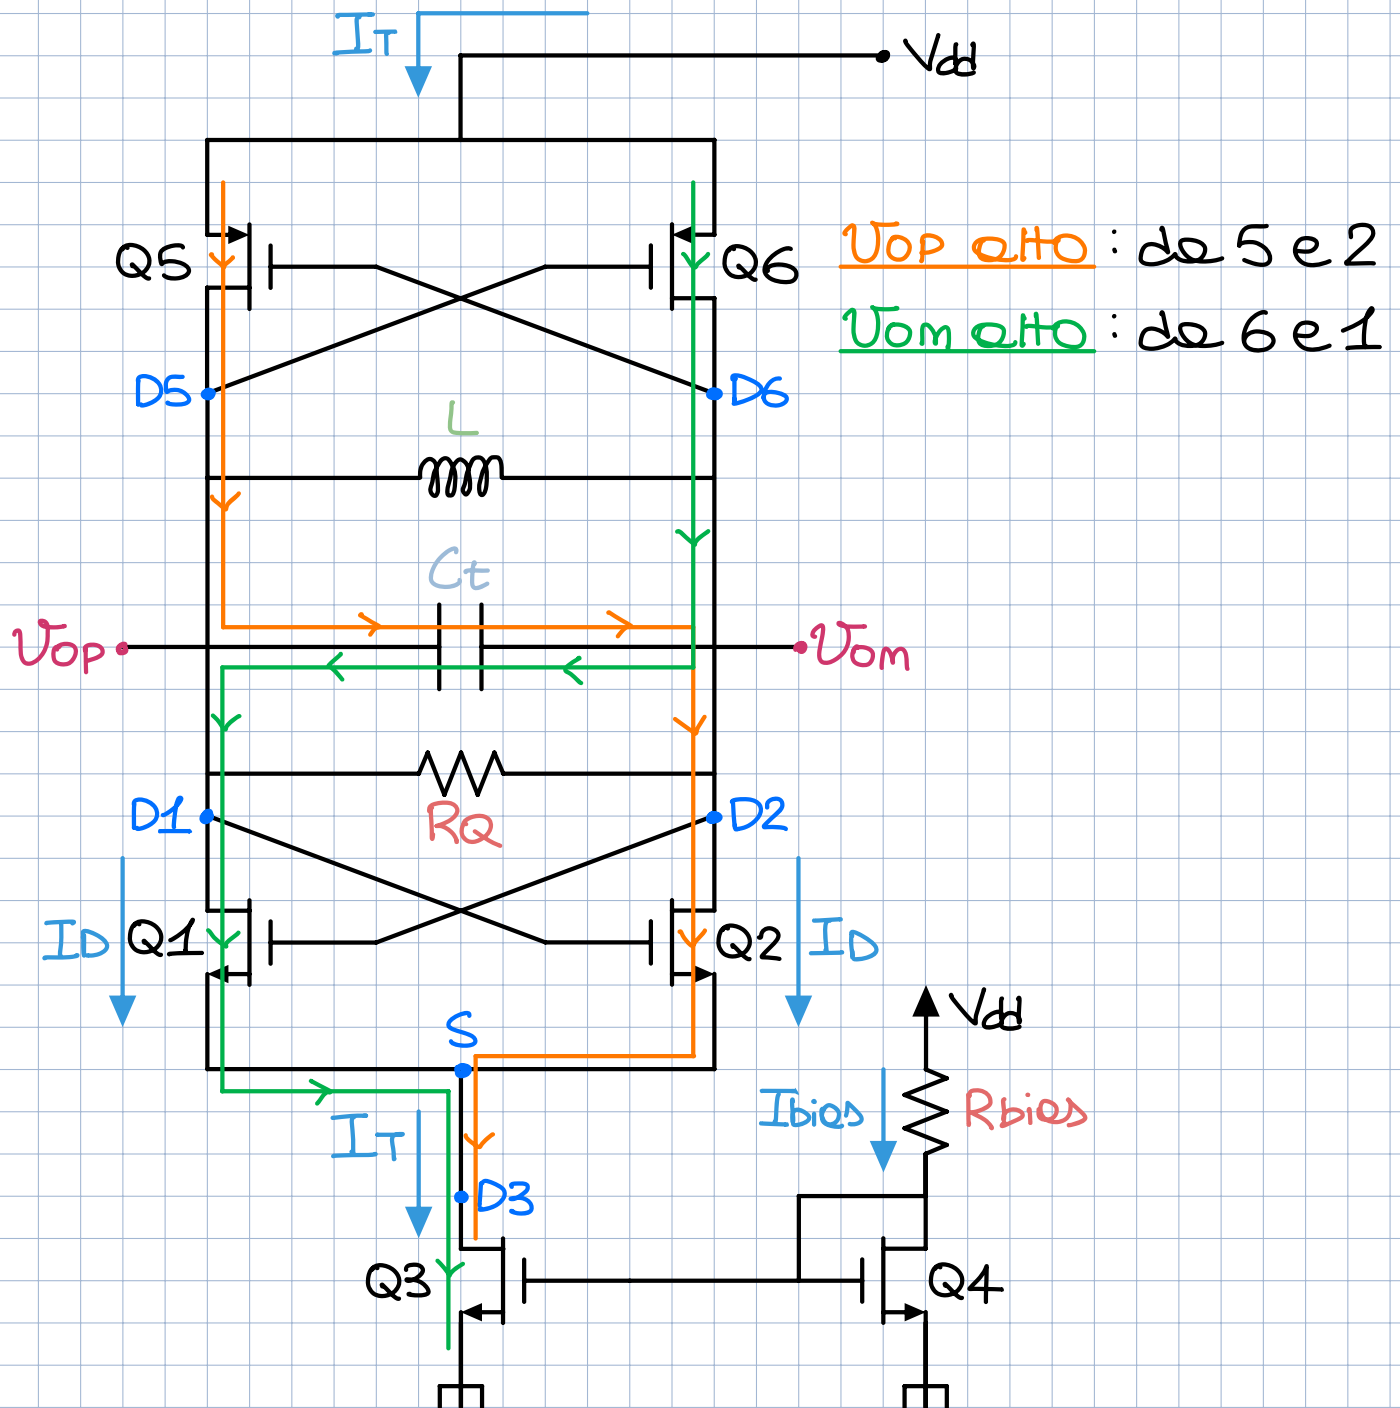 IT
Vdd
Q5
Q6
Vop alto : da 5 e 2
Vom alto : da 6 e 1
D5
D6
L
Ct
Vop
Vom
D1
D2
RQ
ID
Q1
Q2
ID
S
Vdd
IT
Ibias
Rbias
D3
Q3
Q4